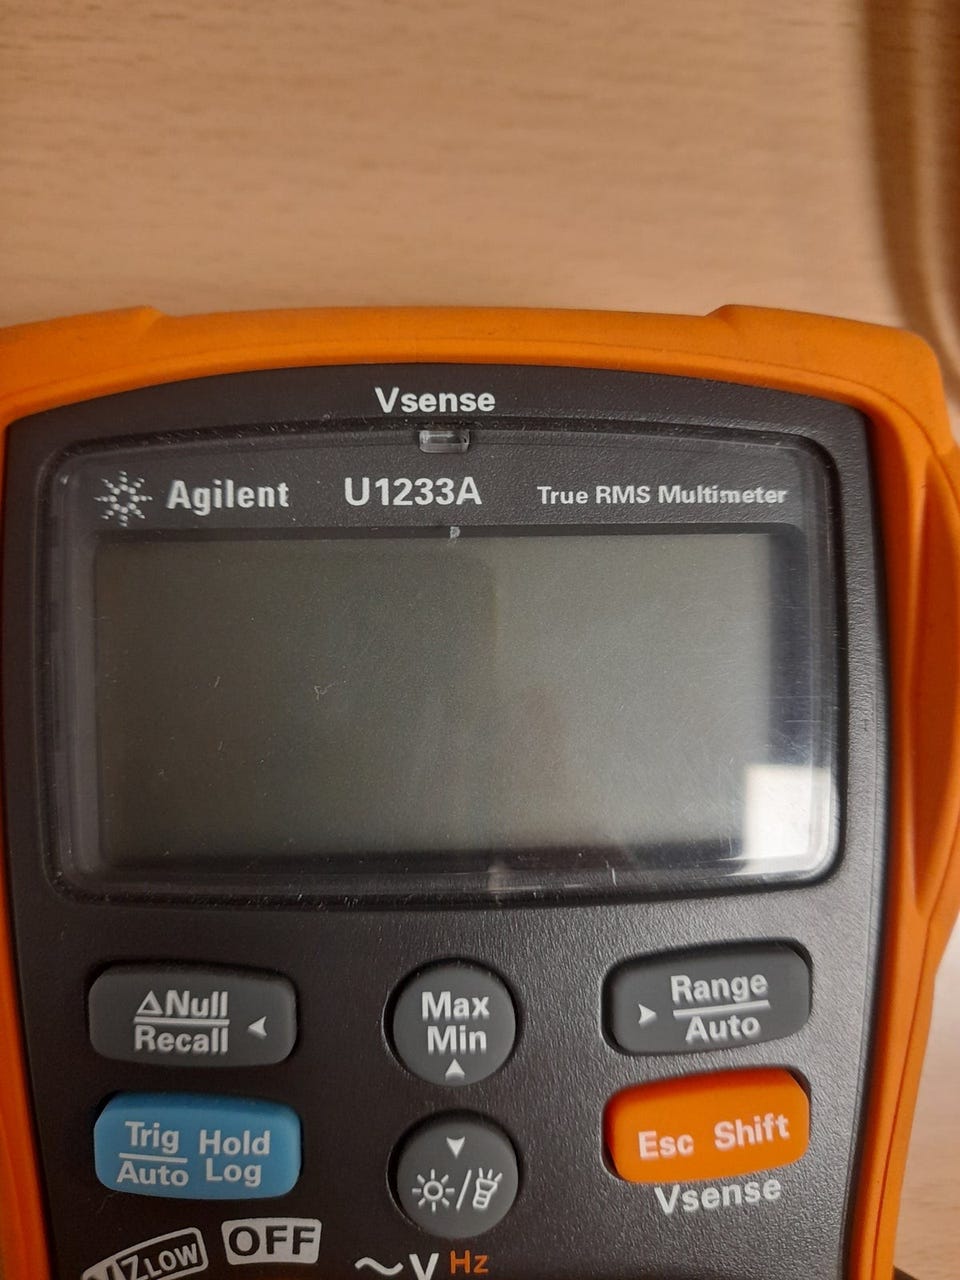 Vsense
Agilent U1233A True RMS Multimeter
ΔNull
Recall
Max
Min
Range
Auto
Trig Hold
Auto Log
Esc Shift
Vsense
ZLOW
OFF
~V Hz